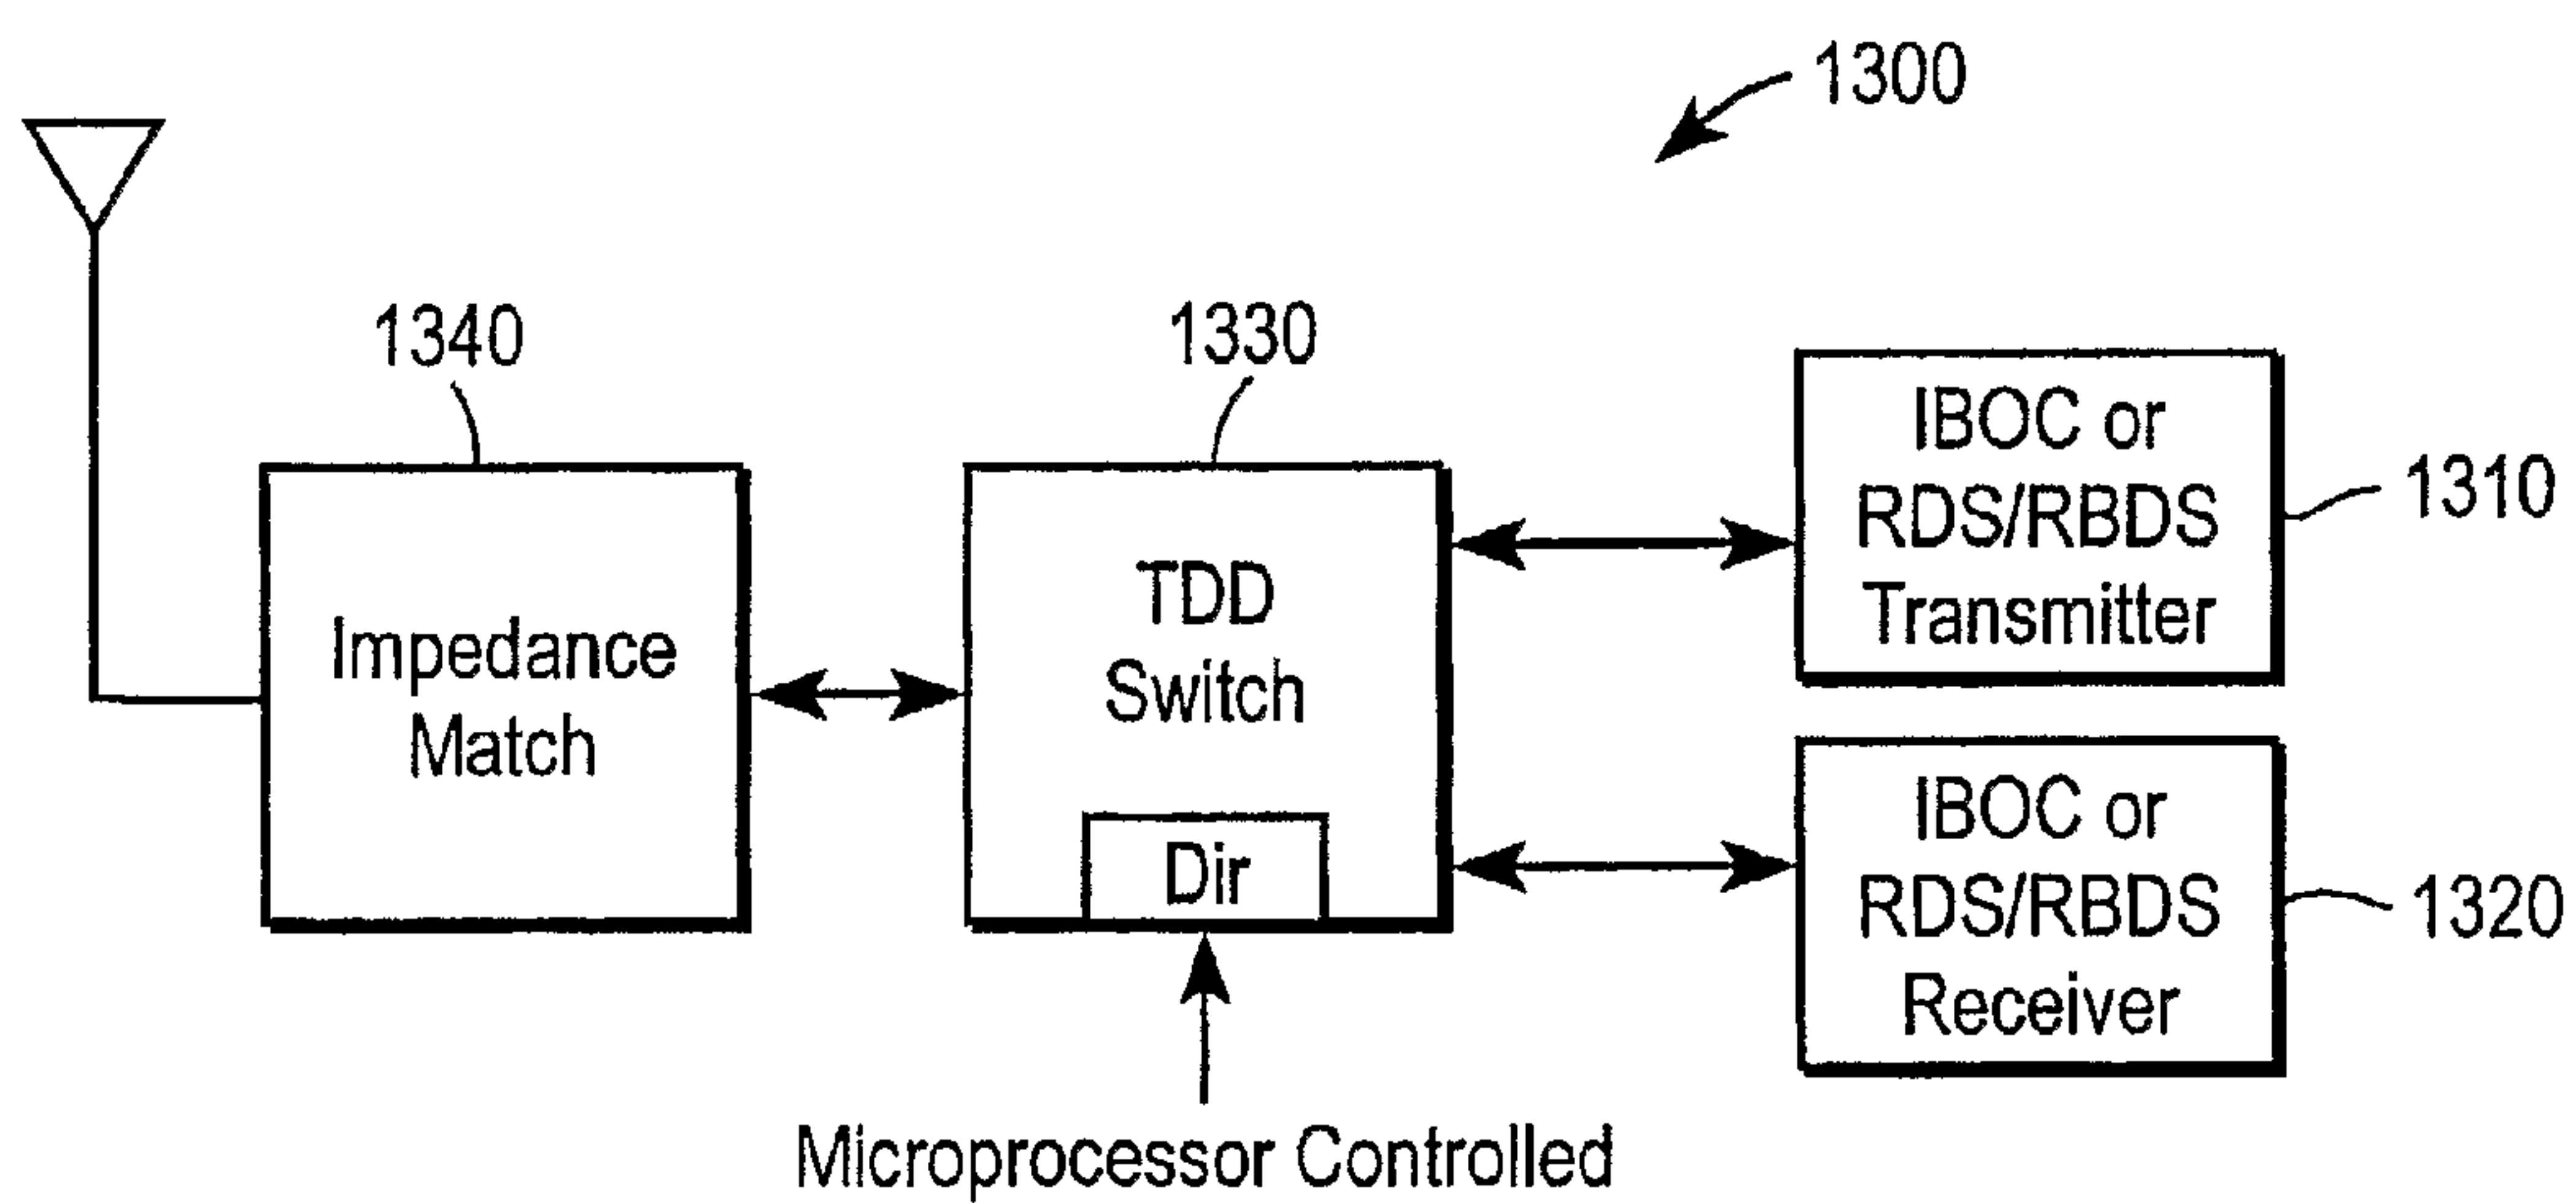 1300
1340
1330
IBOC or
RDS/RBDS
Transmitter
1310
Impedance
Match
TDD
Switch
Dir
IBOC or
RDS/RBDS
Receiver
1320
Microprocessor Controlled